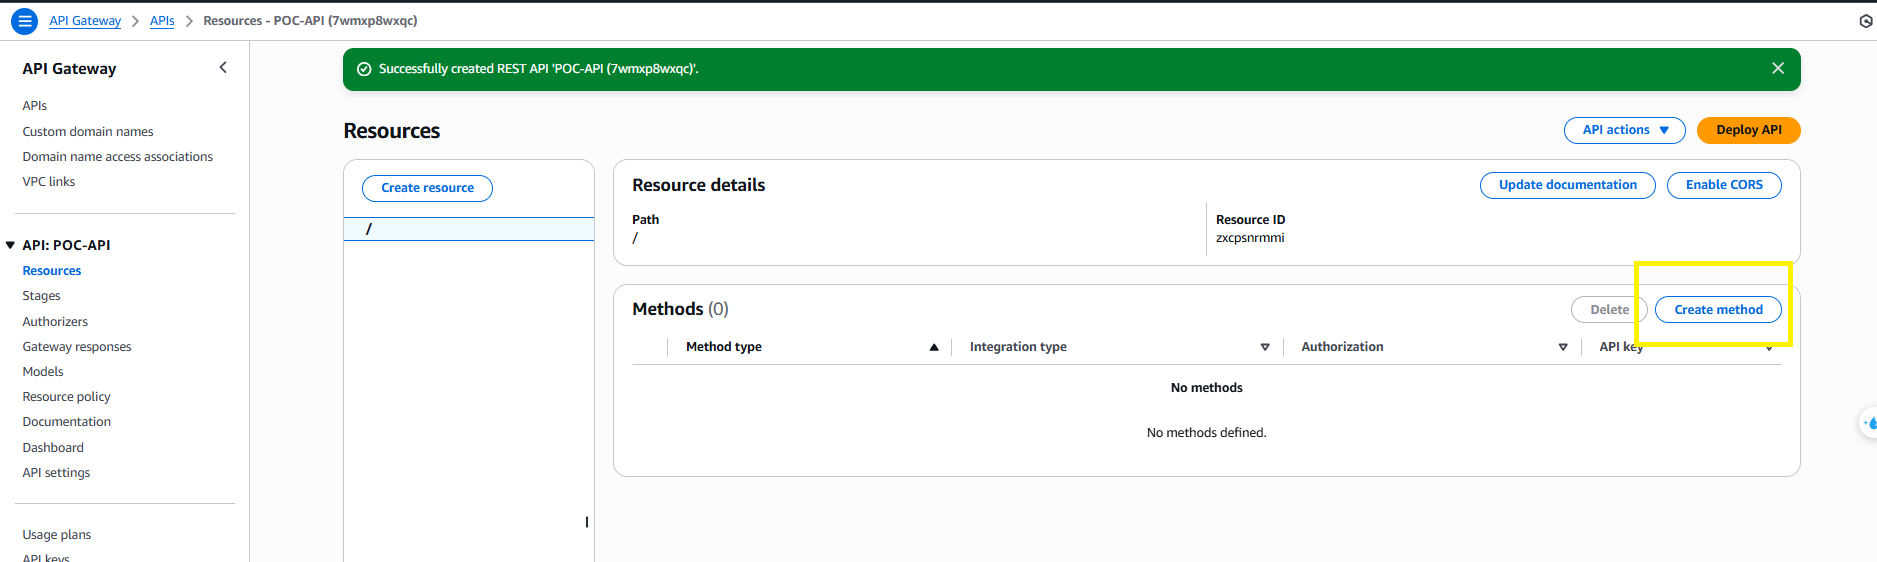 API Gateway > APIs > Resources - POC-API (7wmxp8wxqc)
API Gateway
APIs
Custom domain names
Domain name access associations
VPC links
API: POC-API
Resources
Stages
Authorizers
Gateway responses
Models
Resource policy
Documentation
Dashboard
API settings
Usage plans
API keys
Successfully created REST API 'POC-API (7wmxp8wxqc)'.
Resources
API actions
Deploy API
Create resource
/
Resource details
Update documentation
Enable CORS
Path
/
Resource ID
zxcpsnrmmi
Methods (0)
Delete
Create method
Method type
Integration type
Authorization
API key
No methods
No methods defined.